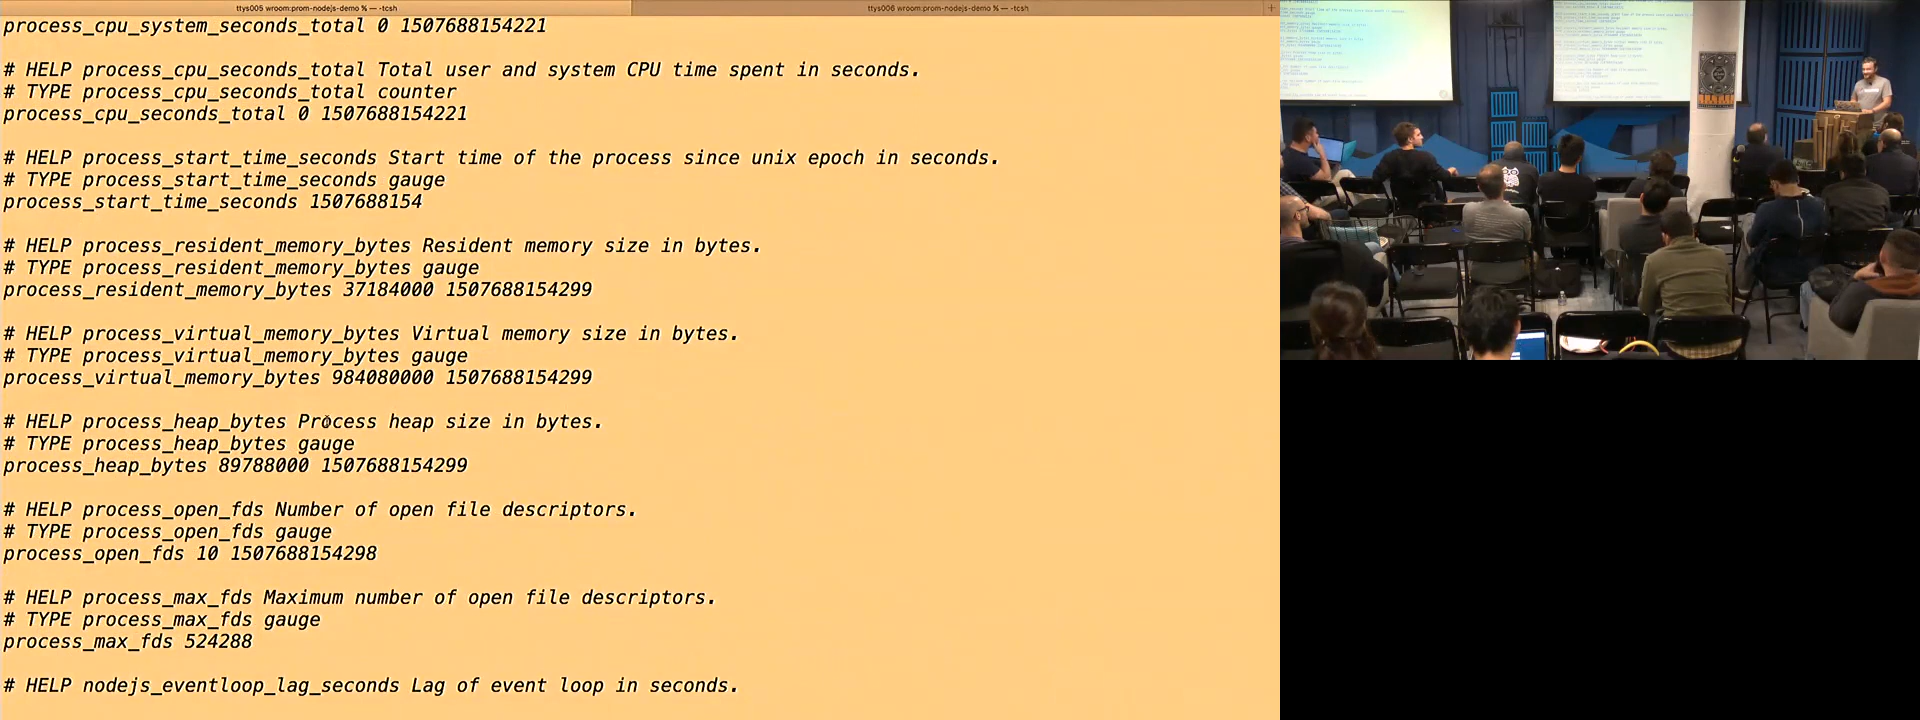 ttys005 wroom:prom-nodejs-demo % — -tcsh
ttys006 wroom:prom-nodejs-demo % — -tcsh
process_cpu_system_seconds_total 0 1507688154221
# HELP process_cpu_seconds_total Total user and system CPU time spent in seconds.
# TYPE process_cpu_seconds_total counter
process_cpu_seconds_total 0 1507688154221
# HELP process_start_time_seconds Start time of the process since unix epoch in seconds.
# TYPE process_start_time_seconds gauge
process_start_time_seconds 1507688154
# HELP process_resident_memory_bytes Resident memory size in bytes.
# TYPE process_resident_memory_bytes gauge
process_resident_memory_bytes 37184000 1507688154299
# HELP process_virtual_memory_bytes Virtual memory size in bytes.
# TYPE process_virtual_memory_bytes gauge
process_virtual_memory_bytes 984080000 1507688154299
# HELP process_heap_bytes Process heap size in bytes.
# TYPE process_heap_bytes gauge
process_heap_bytes 89788000 1507688154299
# HELP process_open_fds Number of open file descriptors.
# TYPE process_open_fds gauge
process_open_fds 10 1507688154298
# HELP process_max_fds Maximum number of open file descriptors.
# TYPE process_max_fds gauge
process_max_fds 524288
# HELP nodejs_eventloop_lag_seconds Lag of event loop in seconds.